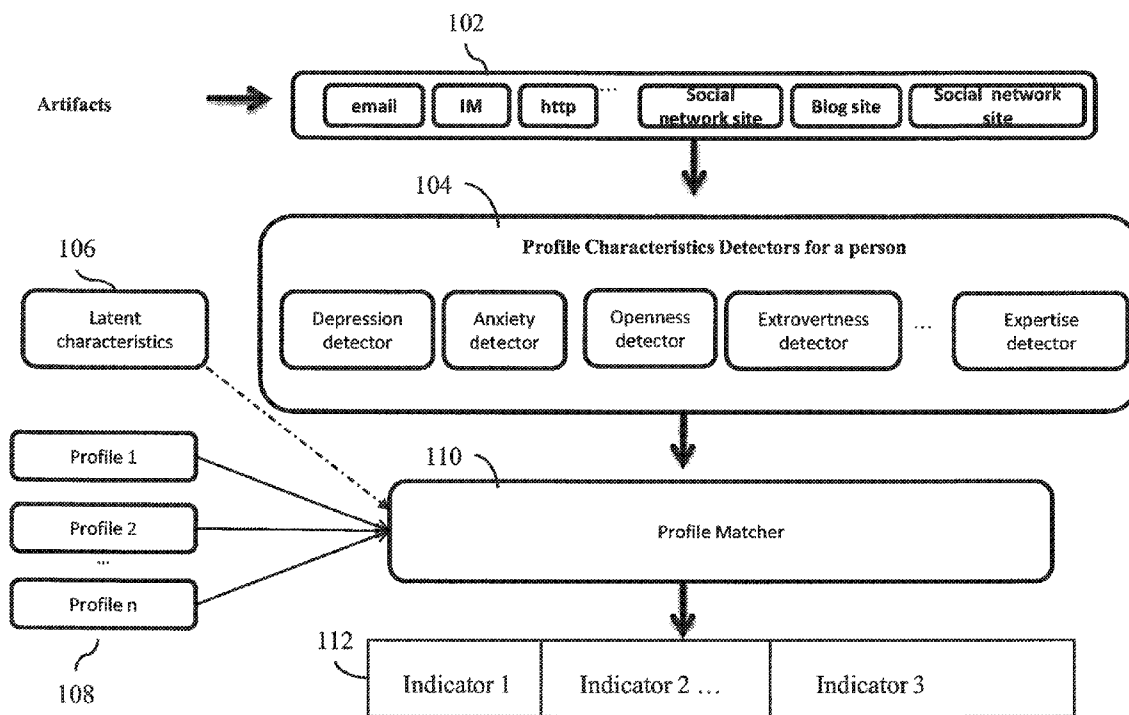 102
Artifacts
email
IM
http
...
Social
network site
Blog site
Social network
site
104
Profile Characteristics Detectors for a person
106
Latent
characteristics
Depression
detector
Anxiety
detector
Openness
detector
Extrovertness
detector
...
Expertise
detector
Profile 1
Profile 2
...
Profile n
108
110
Profile Matcher
112
Indicator 1
Indicator 2 ...
Indicator 3